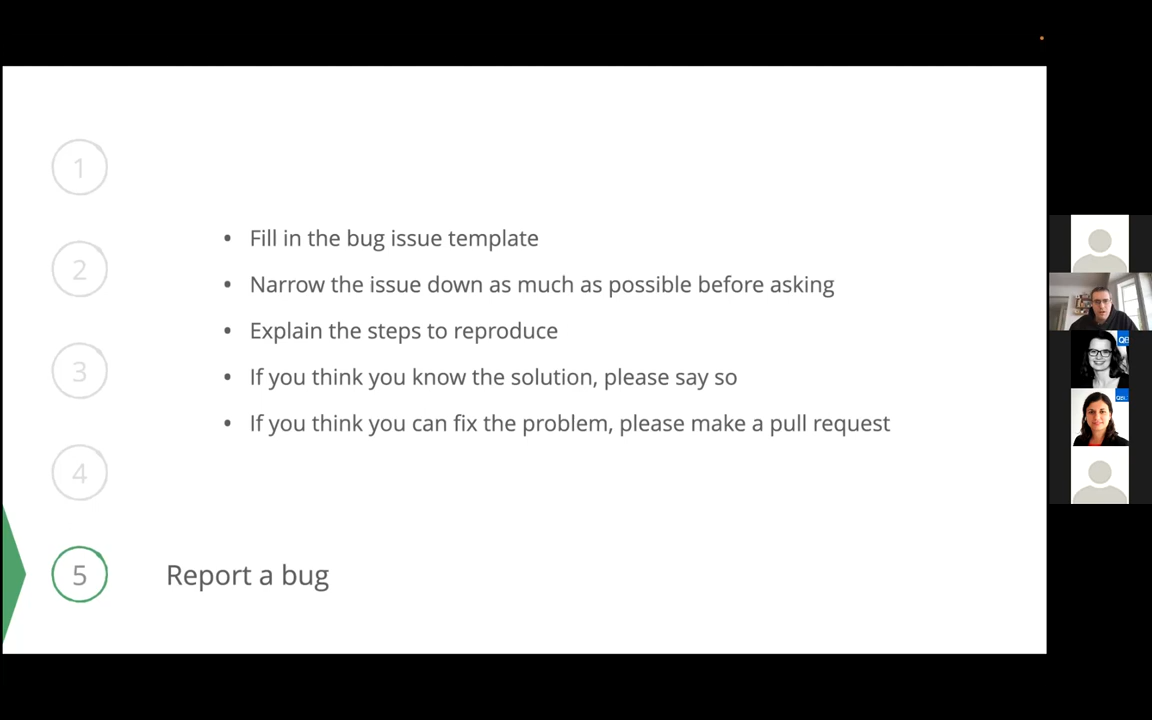 1
2
3
4
5
• Fill in the bug issue template
• Narrow the issue down as much as possible before asking
• Explain the steps to reproduce
• If you think you know the solution, please say so
• If you think you can fix the problem, please make a pull request
Report a bug